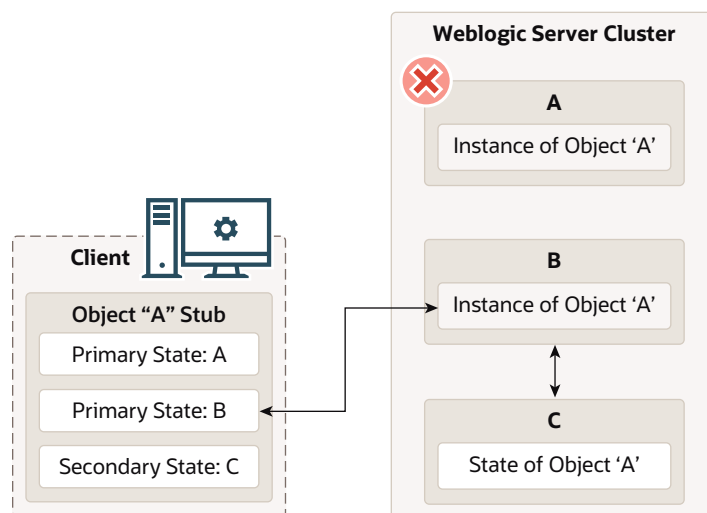 Weblogic Server Cluster
A
Instance of Object ‘A’
B
Instance of Object ‘A’
C
State of Object ‘A’
Client
Object “A” Stub
Primary State: A
Primary State: B
Secondary State: C